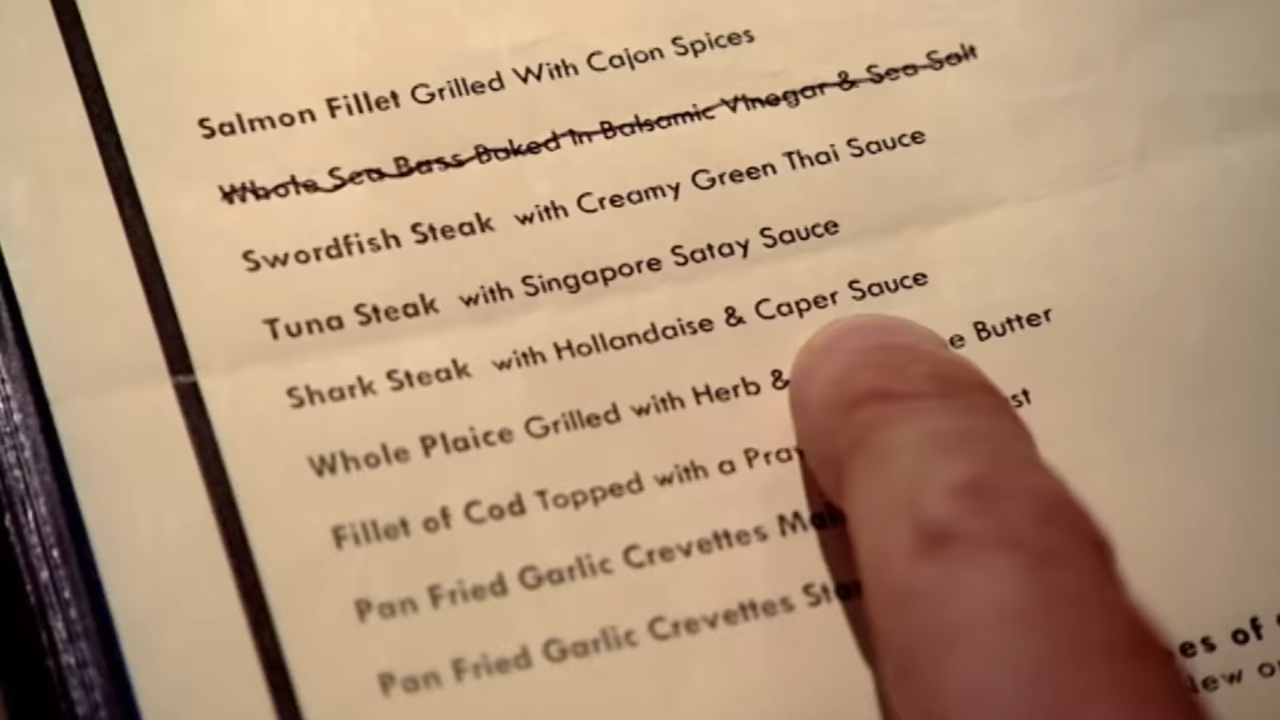 Salmon Fillet Grilled With Cajon Spices
Whole Sea Bass Baked In Balsamic Vinegar & Sea Salt
Swordfish Steak with Creamy Green Thai Sauce
Tuna Steak with Singapore Satay Sauce
Shark Steak with Hollandaise & Caper Sauce
Whole Plaice Grilled with Herb & Butter
Fillet of Cod Topped with a
Pan Fried Garlic Crevettes
Pan Fried Garlic Crevettes
of